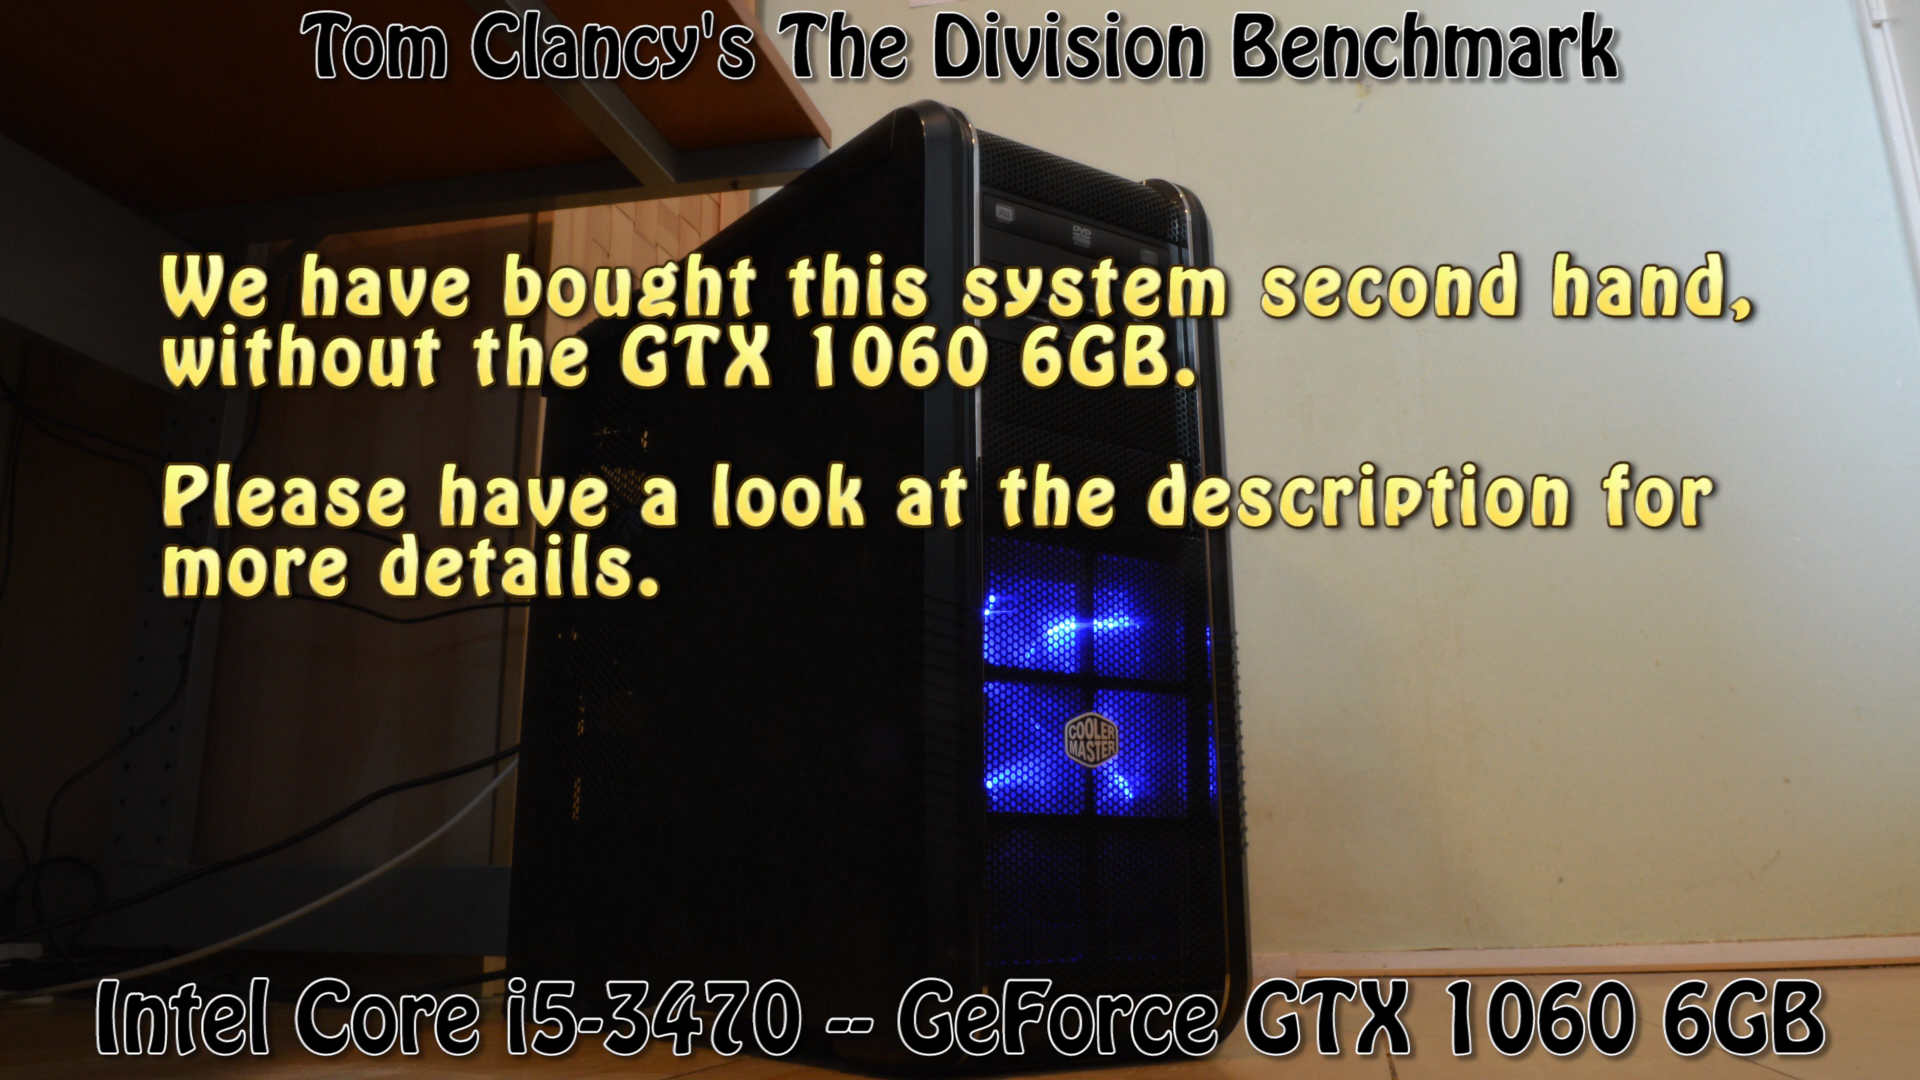 Tom Clancy's The Division Benchmark
DVD
We have bought this system second hand,
without the GTX 1060 6GB.
Please have a look at the description for
more details.
COOLER
MASTER
Intel Core i5-3470 -- GeForce GTX 1060 6GB